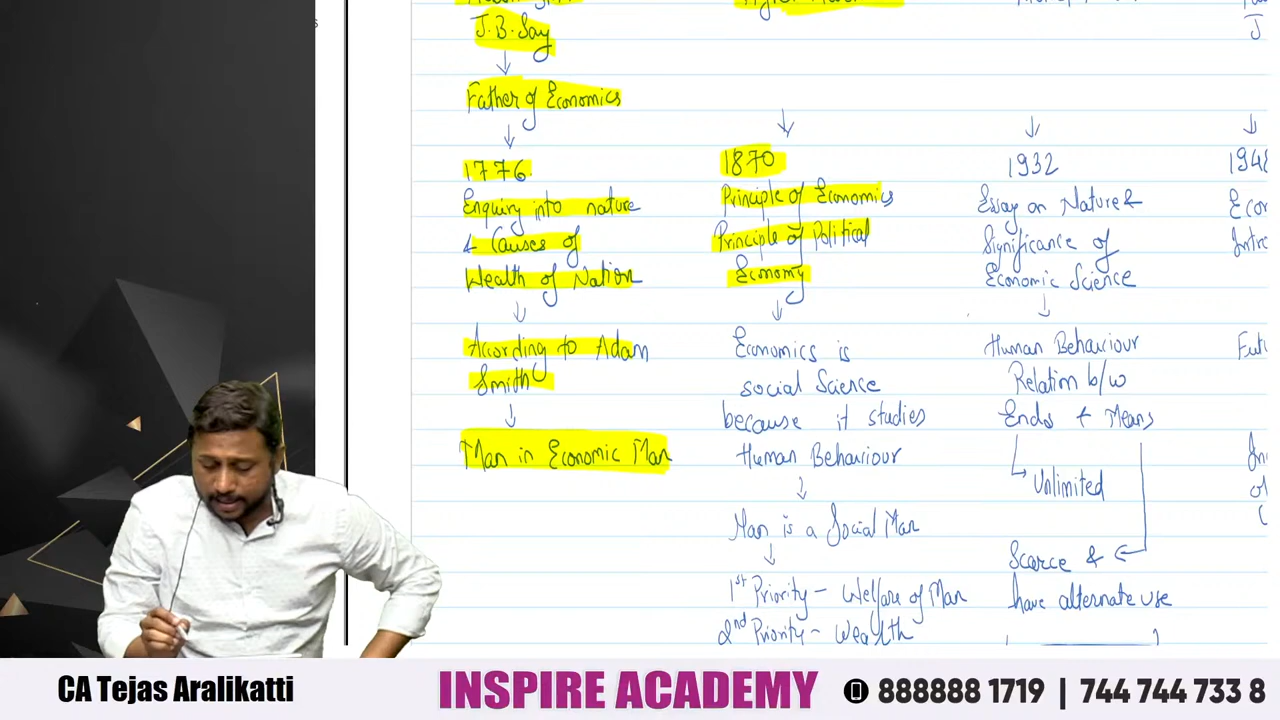 J.B. Say
Father of Economics
1776
Enquiry into nature
& Causes of
Wealth of Nation
According to Adam
Smith
Man in Economic Man
1870
Principle of Economics
Principle of Political
Economy
Economics is
social Science
because it studies
Human Behaviour
Man is a Social Man
1st Priority - Welfare of Man
2nd Priority - Wealth
1932
Essay on Nature &
Significance of
Economic Science
Human Behaviour
Relation b/w
Ends + Means
Unlimited
Scarce &
have alternate use
J
CA Tejas Aralikatti
INSPIRE ACADEMY
888888 1719 | 744 744 733 8